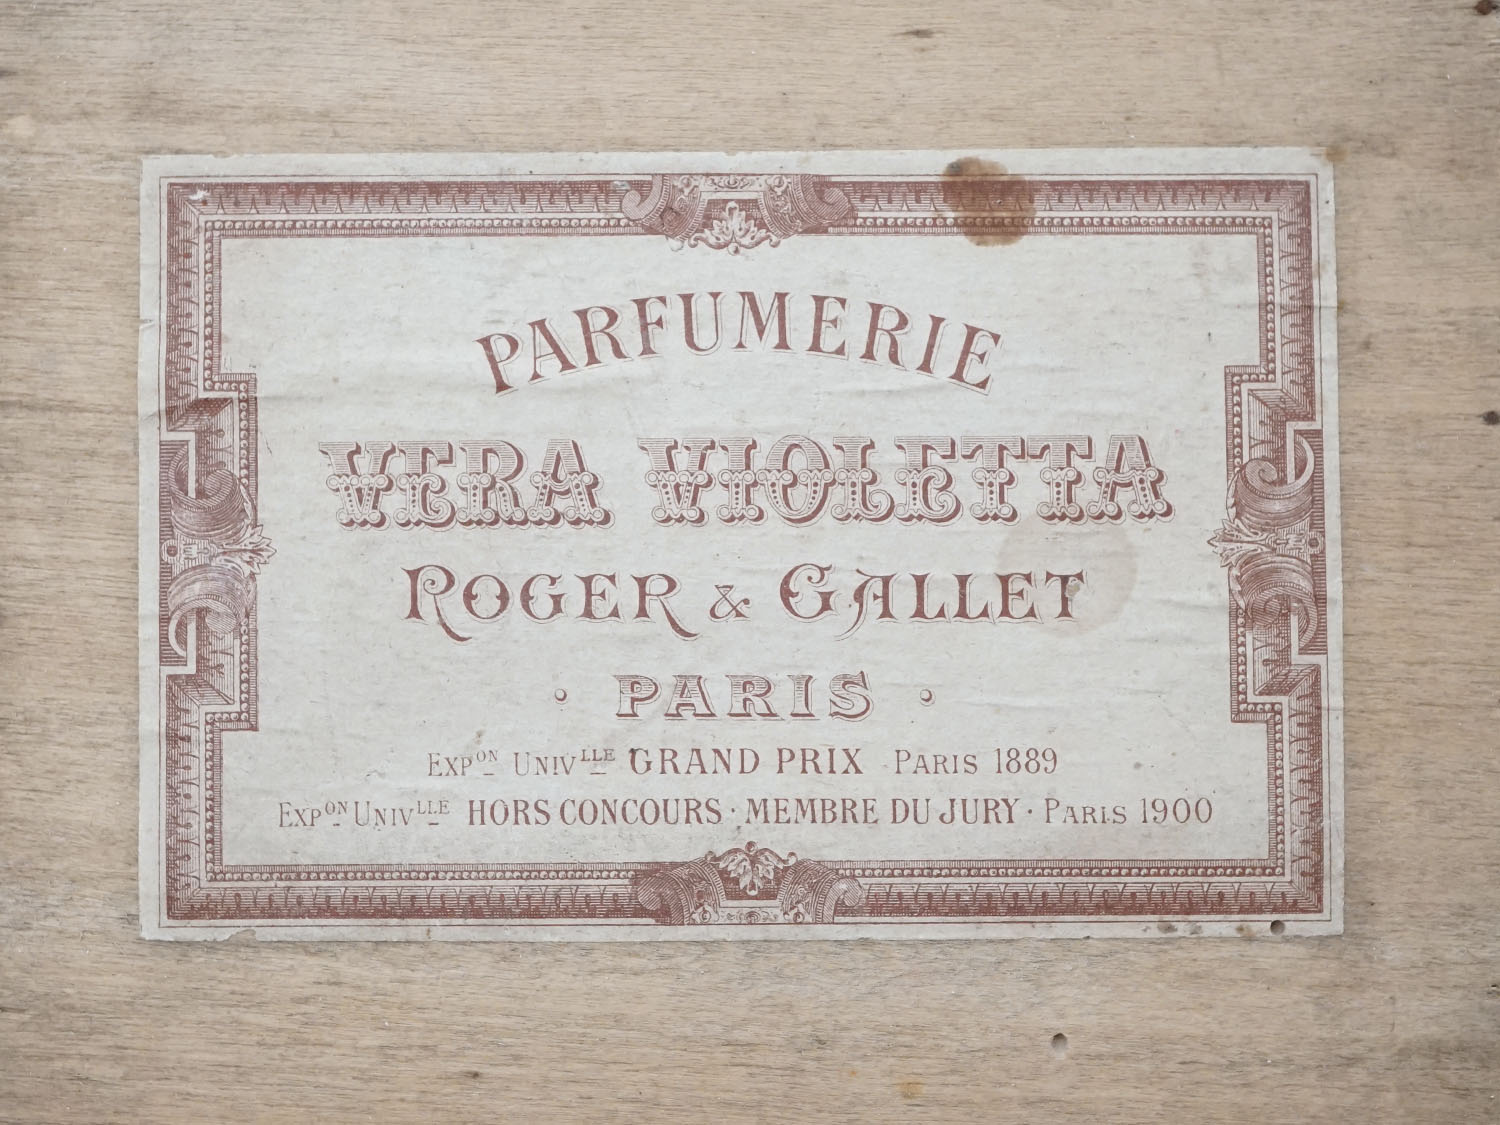 PARFUMERIE
VERA VIOLETTA
ROGER & GALLET
· PARIS ·
EXPON UNIVLLE GRAND PRIX PARIS 1889
EXPON UNIVLLE HORS CONCOURS · MEMBRE DU JURY · PARIS 1900